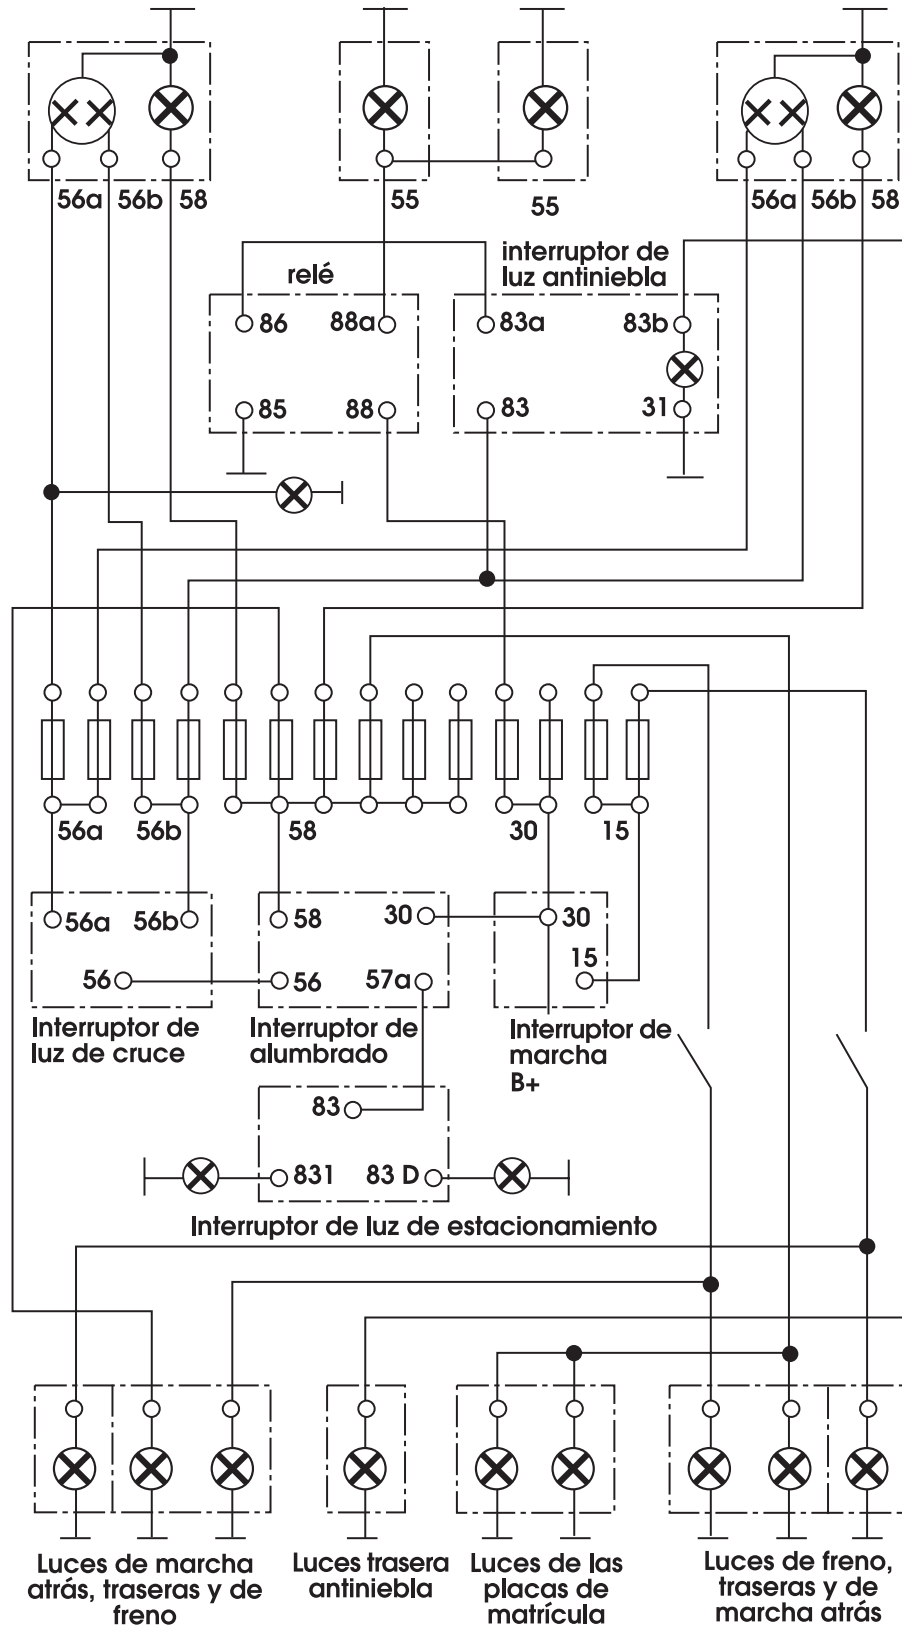 56a 56b 58 55 55 56a 56b 58
relé
interruptor de
luz antiniebla
86 88a 83a 83b
85 88 83 31
56a 56b 58 30 15
56a 56b 58 30 30
56 56 57a 15
Interruptor de
luz de cruce
Interruptor de
alumbrado
Interruptor de
marcha
B+
83
831 83 D
Interruptor de luz de estacionamiento
Luces de marcha
atrás, traseras y de
freno
Luces trasera
antiniebla
Luces de las
placas de
matrícula
Luces de freno,
traseras y de
marcha atrás